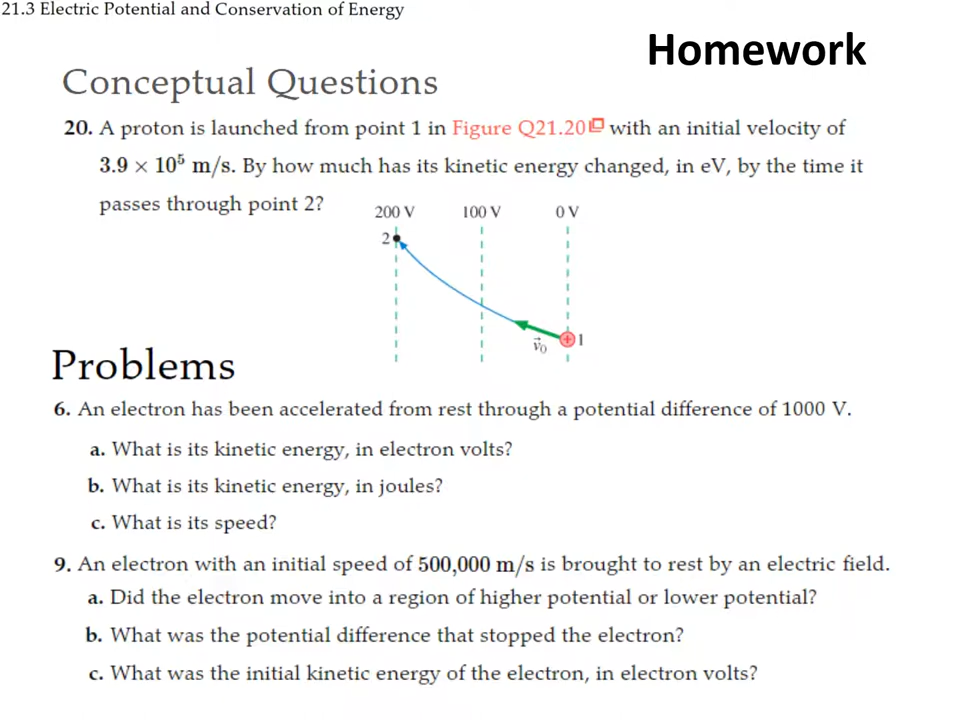 21.3 Electric Potential and Conservation of Energy
Homework
Conceptual Questions
20. A proton is launched from point 1 in Figure Q21.20 with an initial velocity of
3.9 × 10⁵ m/s. By how much has its kinetic energy changed, in eV, by the time it
passes through point 2?
200 V 100 V 0 V
2
1
v⃗₀
Problems
6. An electron has been accelerated from rest through a potential difference of 1000 V.
a. What is its kinetic energy, in electron volts?
b. What is its kinetic energy, in joules?
c. What is its speed?
9. An electron with an initial speed of 500,000 m/s is brought to rest by an electric field.
a. Did the electron move into a region of higher potential or lower potential?
b. What was the potential difference that stopped the electron?
c. What was the initial kinetic energy of the electron, in electron volts?